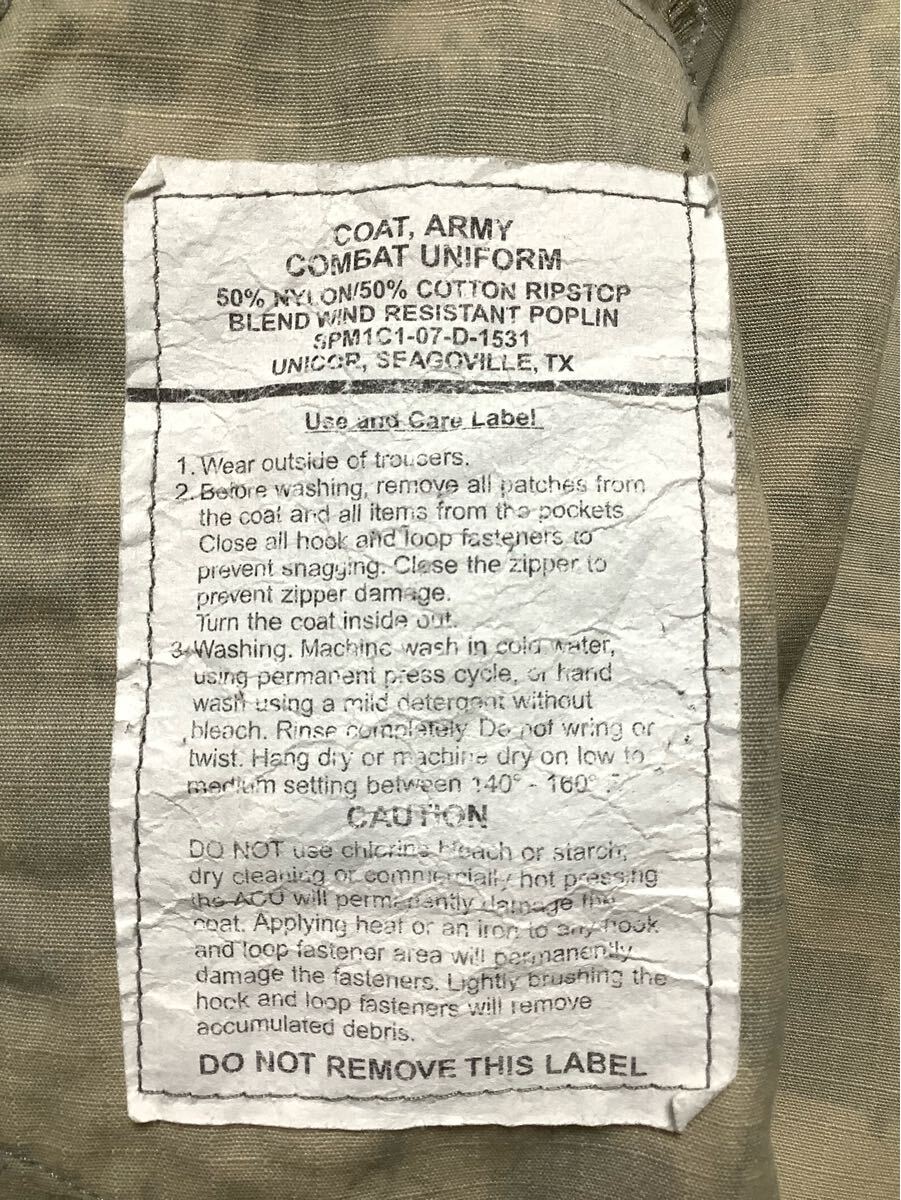 COAT, ARMY
COMBAT UNIFORM
50% NYLON/50% COTTON RIPSTOP
BLEND WIND RESISTANT POPLIN
SPM1C1-07-D-1531
UNICOR, SEAGOVILLE, TX
Use and Care Label
1. Wear outside of trousers.
2. Before washing, remove all patches from
the coat and all items from the pockets
Close all hook and loop fasteners to
prevent snagging. Close the zipper to
prevent zipper damage.
Turn the coat inside out.
3. Washing. Machine wash in cold water,
using permanent press cycle, or hand
wash using a mild detergent without
bleach. Rinse completely. Do not wring or
twist. Hang dry or machine dry on low to
medium setting between 140° - 160°
CAUTION
DO NOT use chlorine bleach or starch,
dry cleaning or commercially hot pressing
the ACU will permanently damage the
coat. Applying heat or an iron to any hook
and loop fastener area will permanently
damage the fasteners. Lightly brushing the
hook and loop fasteners will remove
accumulated debris.
DO NOT REMOVE THIS LABEL